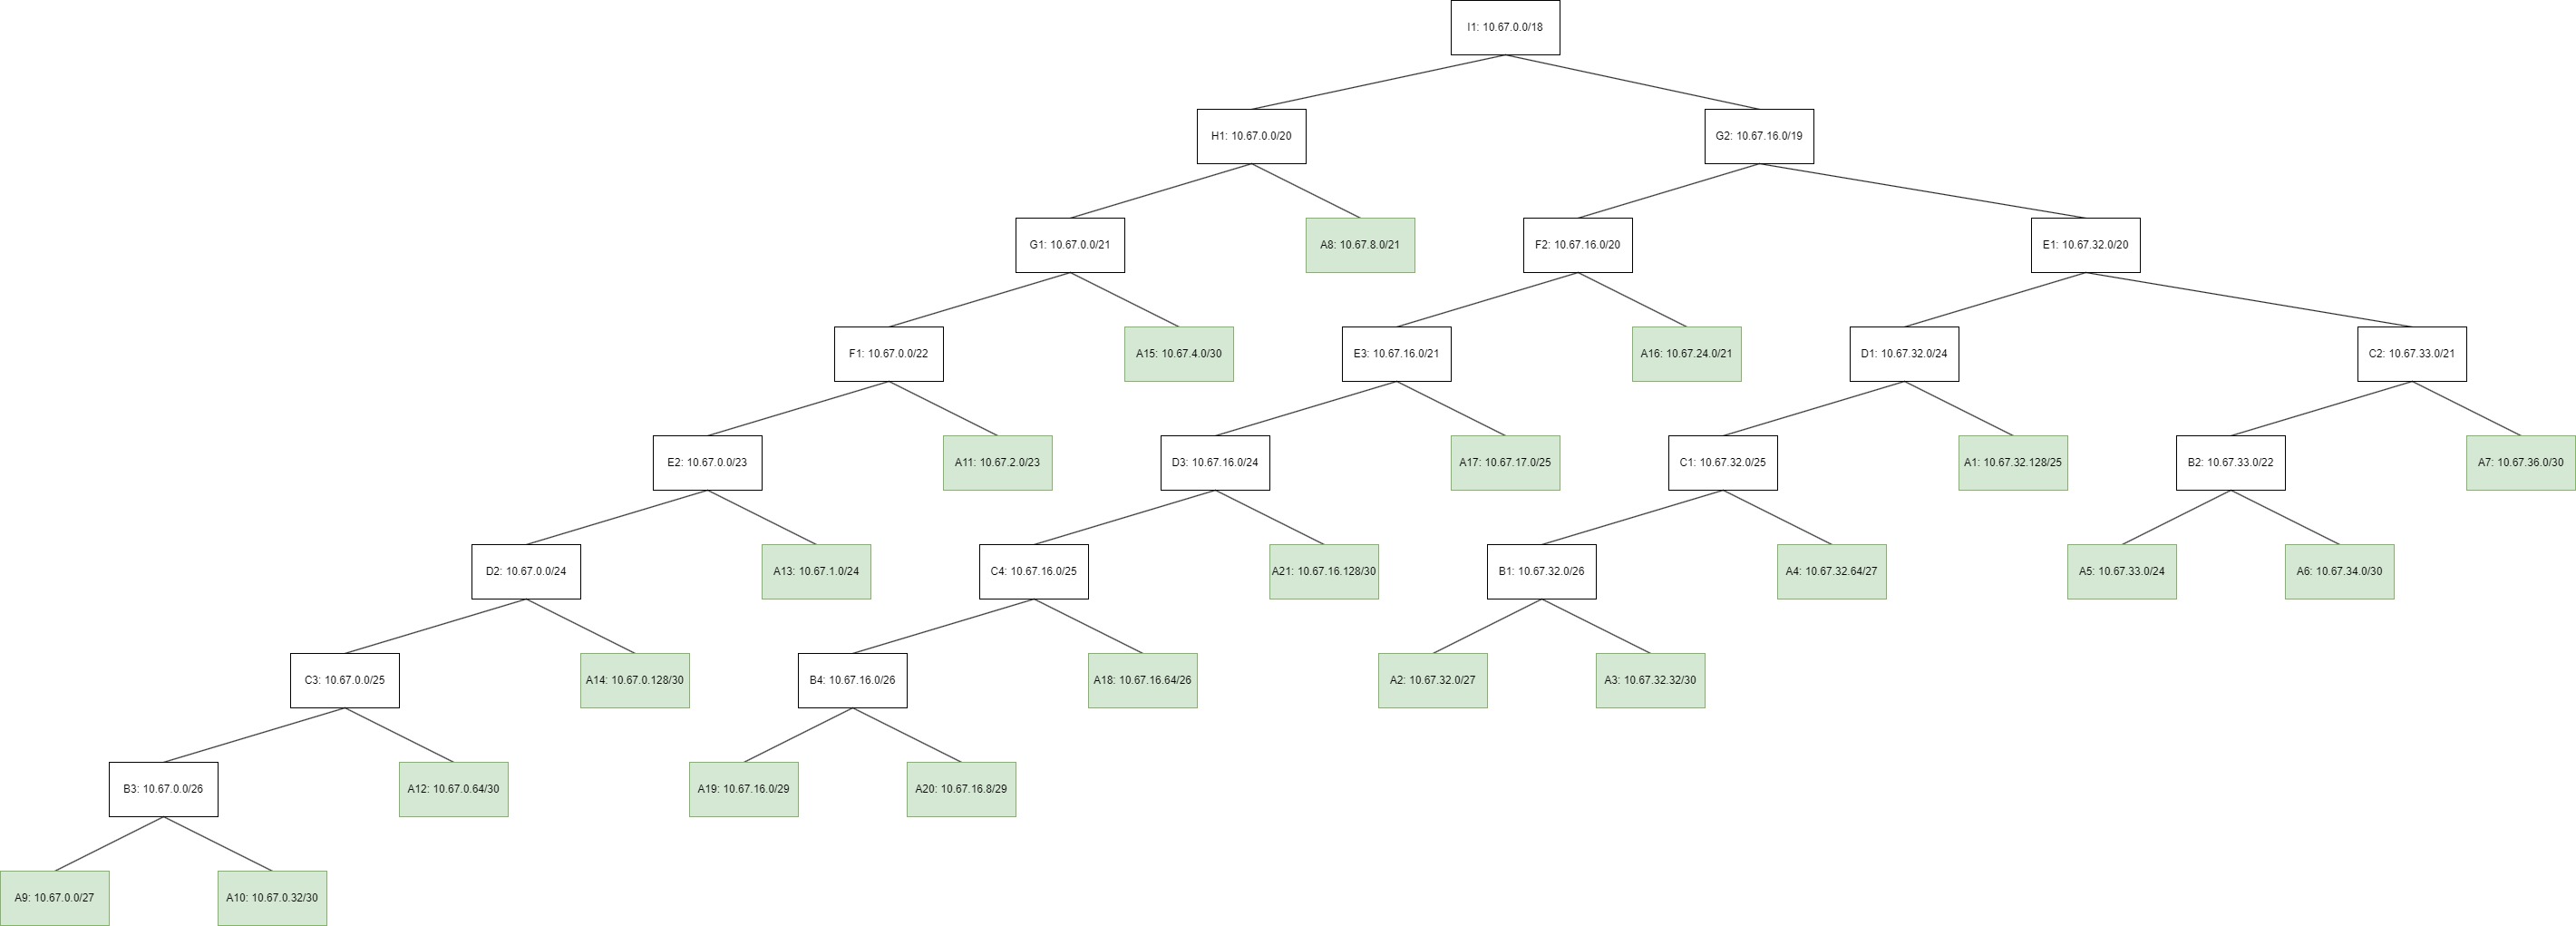 I1: 10.67.0.0/18
H1: 10.67.0.0/20
G2: 10.67.16.0/19
G1: 10.67.0.0/21
A8: 10.67.8.0/21
F2: 10.67.16.0/20
E1: 10.67.32.0/20
F1: 10.67.0.0/22
A15: 10.67.4.0/30
E3: 10.67.16.0/21
A16: 10.67.24.0/21
D1: 10.67.32.0/24
C2: 10.67.33.0/21
E2: 10.67.0.0/23
A11: 10.67.2.0/23
D3: 10.67.16.0/24
A17: 10.67.17.0/25
C1: 10.67.32.0/25
A1: 10.67.32.128/25
B2: 10.67.33.0/22
A7: 10.67.36.0/30
D2: 10.67.0.0/24
A13: 10.67.1.0/24
C4: 10.67.16.0/25
A21: 10.67.16.128/30
B1: 10.67.32.0/26
A4: 10.67.32.64/27
A5: 10.67.33.0/24
A6: 10.67.34.0/30
C3: 10.67.0.0/25
A14: 10.67.0.128/30
B4: 10.67.16.0/26
A18: 10.67.16.64/26
A2: 10.67.32.0/27
A3: 10.67.32.32/30
B3: 10.67.0.0/26
A12: 10.67.0.64/30
A19: 10.67.16.0/29
A20: 10.67.16.8/29
A9: 10.67.0.0/27
A10: 10.67.0.32/30